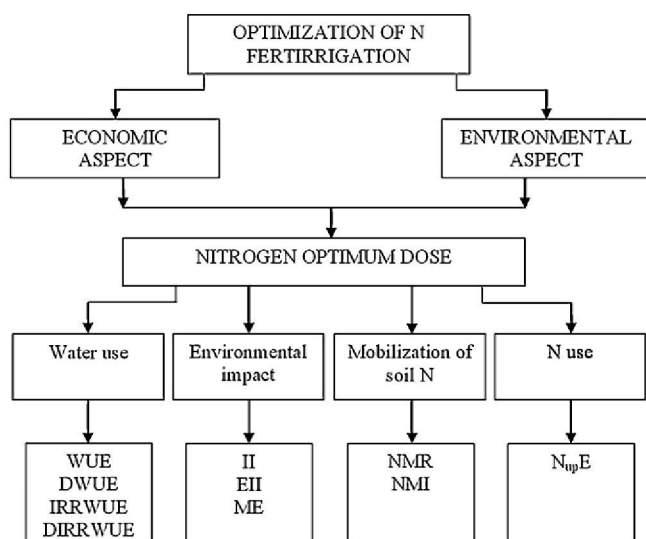 OPTIMIZATION OF N
FERTIRRIGATION
ECONOMIC
ASPECT
ENVIRONMENTAL
ASPECT
NITROGEN OPTIMUM DOSE
Water use
Environmental
impact
Mobilization of
soil N
N use
WUE
DWUE
IRRWUE
DIRRWUE
II
EII
ME
NMR
NMI
NupE